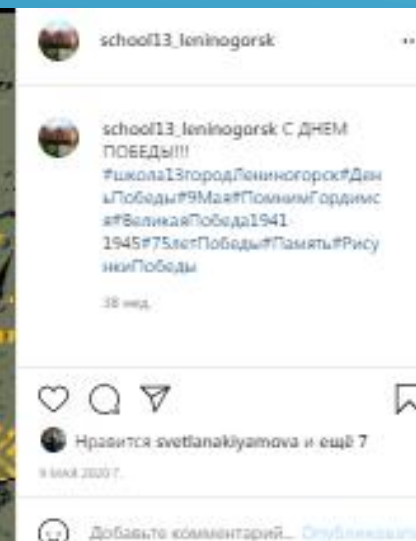 school13_leninogorsk
school13_leninogorsk С ДНЕМ
ПОБЕДЫ!!!
#школа13городЛениногорск#Ден
ьПобеды#9Мая#ПомнимГордимс
я#ВеликаяПобеда1941-
1945#75летПобеды#Память#Рису
нкиПобеды
38 нед.
Нравится svetlanakiyamova и ещё 7
9 МАЯ 2020 Г.
Добавьте комментарий... Опубликовать